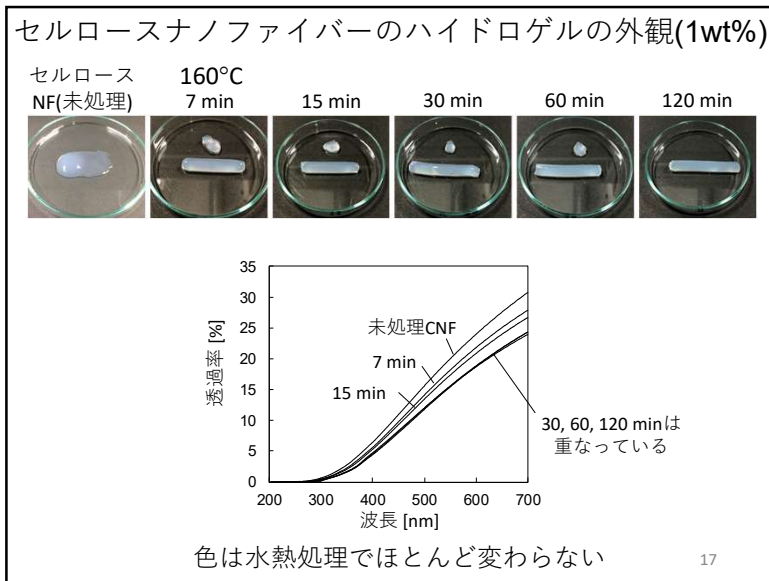 セルロースナノファイバーのハイドロゲルの外観(1wt%)
セルロース
NF(未処理)
160°C
7 min
15 min
30 min
60 min
120 min
35
30
25
20
15
10
5
0
透過率 [%]
未処理CNF
7 min
15 min
30, 60, 120 minは
重なっている
200 300 400 500 600 700
波長 [nm]
色は水熱処理でほとんど変わらない
17